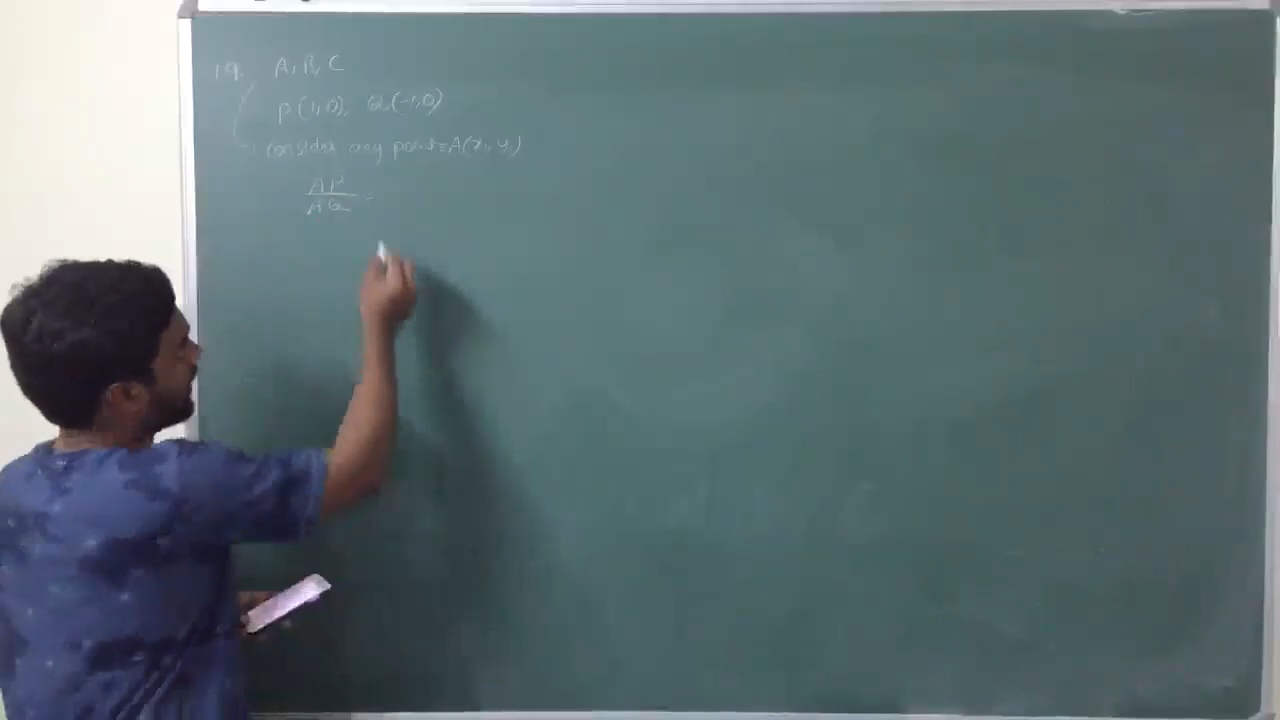 19. A, B, C
P(1,0), Q(-1,0)
consider any point = A(x₁, y₁)
AP
AQ =